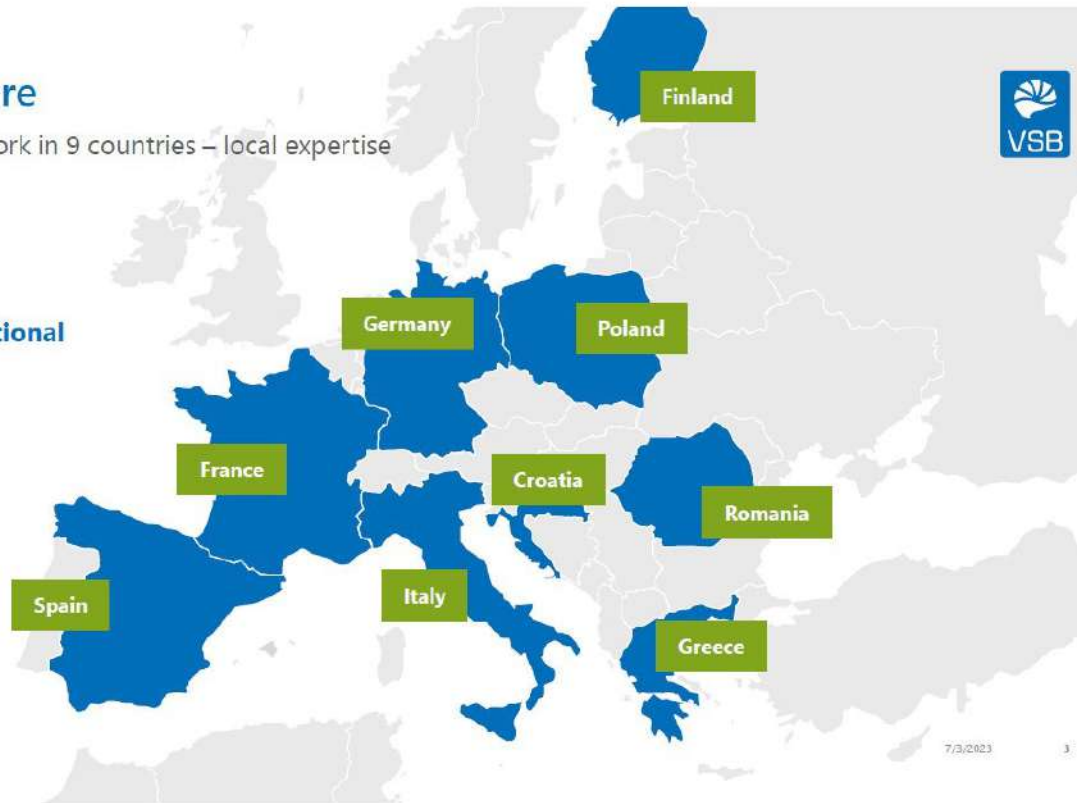 re
ork in 9 countries – local expertise
VSB
tional
Finland
Germany
Poland
France
Croatia
Romania
Spain
Italy
Greece
7/3/2023
3